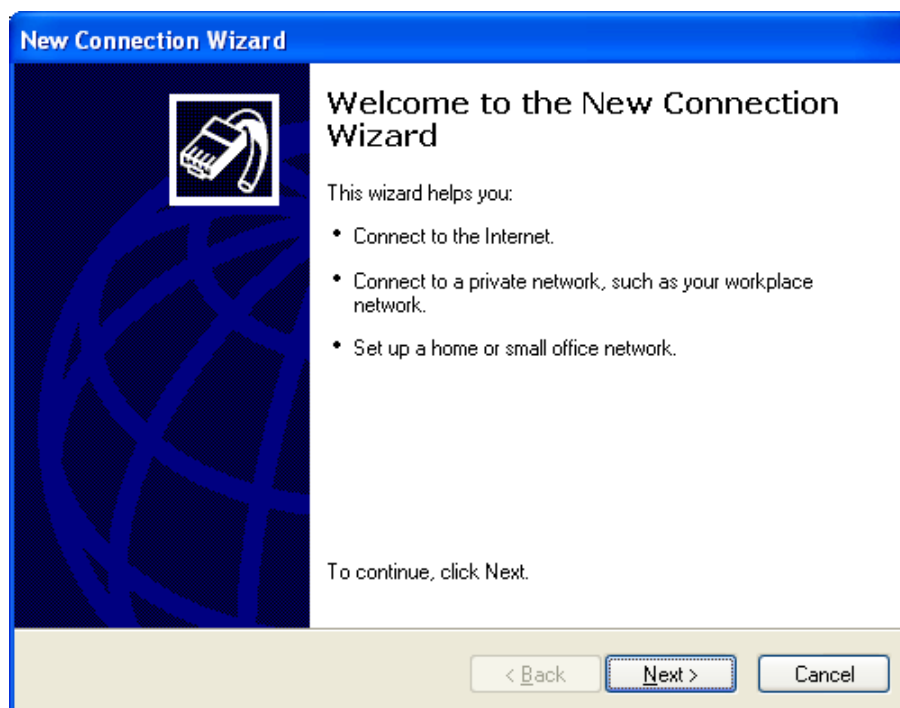 New Connection Wizard
Welcome to the New Connection
Wizard
This wizard helps you:
• Connect to the Internet.
• Connect to a private network, such as your workplace
network.
• Set up a home or small office network.
To continue, click Next.
< Back
Next >
Cancel